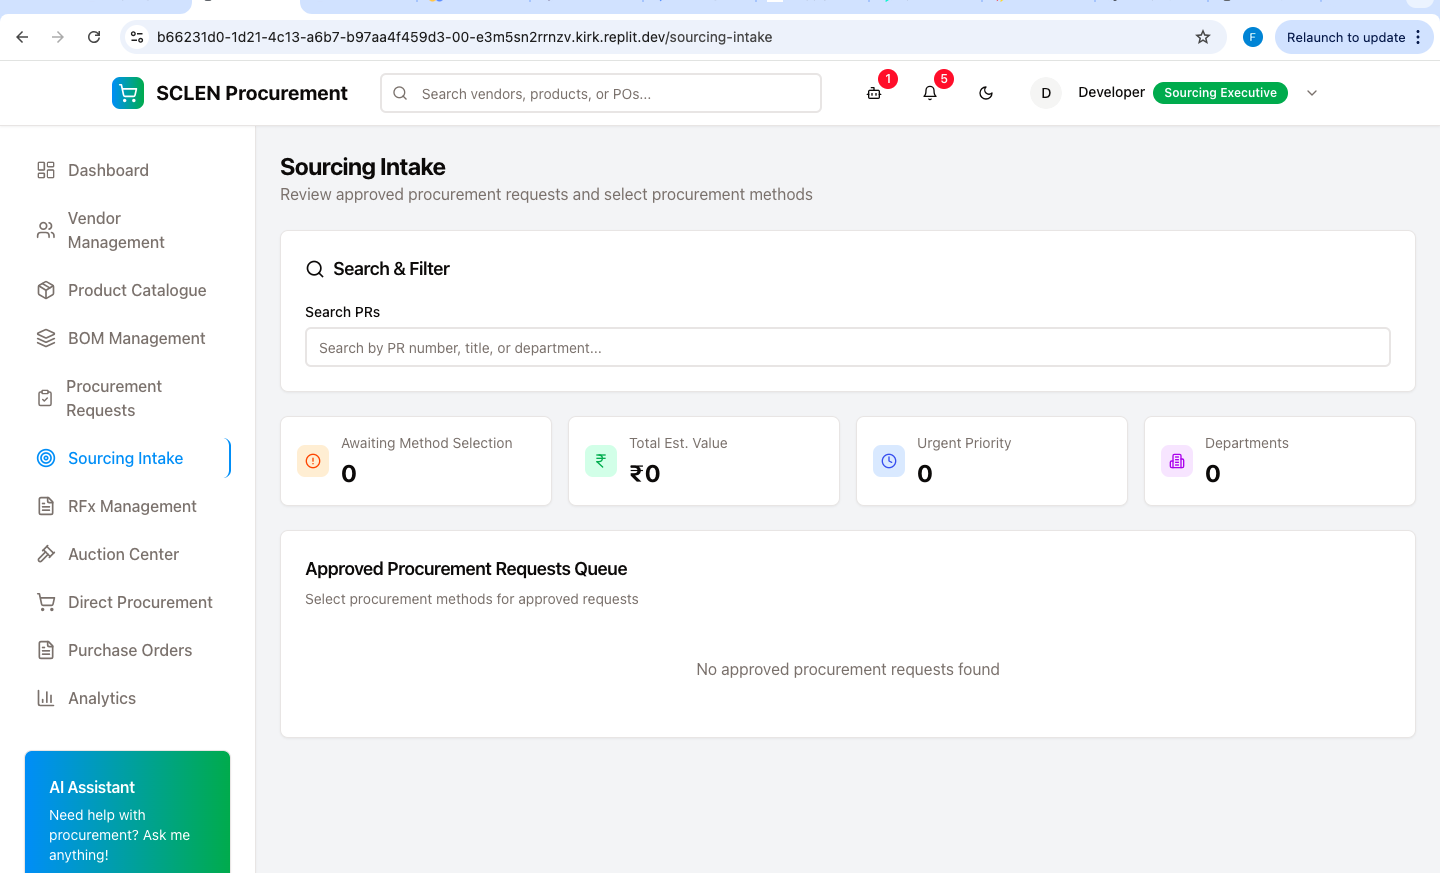 b66231d0-1d21-4c13-a6b7-b97aa4f459d3-00-e3m5sn2rrnzv.kirk.replit.dev/sourcing-intake
F
Relaunch to update
SCLEN Procurement
Search vendors, products, or POs...
1
5
D
Developer
Sourcing Executive
Dashboard
Vendor
Management
Product Catalogue
BOM Management
Procurement
Requests
Sourcing Intake
RFx Management
Auction Center
Direct Procurement
Purchase Orders
Analytics
AI Assistant
Need help with
procurement? Ask me
anything!
Sourcing Intake
Review approved procurement requests and select procurement methods
Search & Filter
Search PRs
Search by PR number, title, or department...
Awaiting Method Selection
0
₹
Total Est. Value
₹0
Urgent Priority
0
Departments
0
Approved Procurement Requests Queue
Select procurement methods for approved requests
No approved procurement requests found